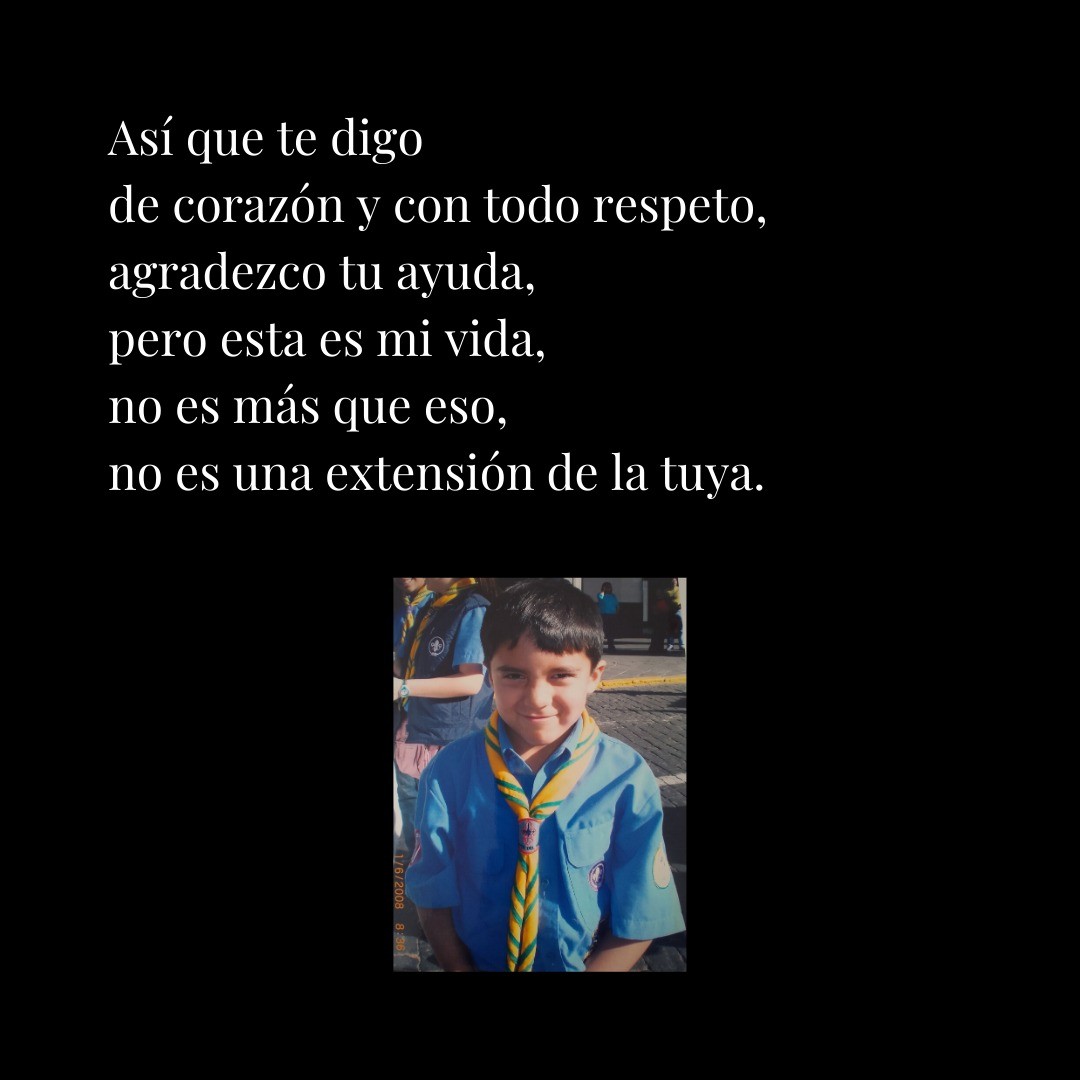 Así que te digo
de corazón y con todo respeto,
agradezco tu ayuda,
pero esta es mi vida,
no es más que eso,
no es una extensión de la tuya.
1/6/2008 8:36